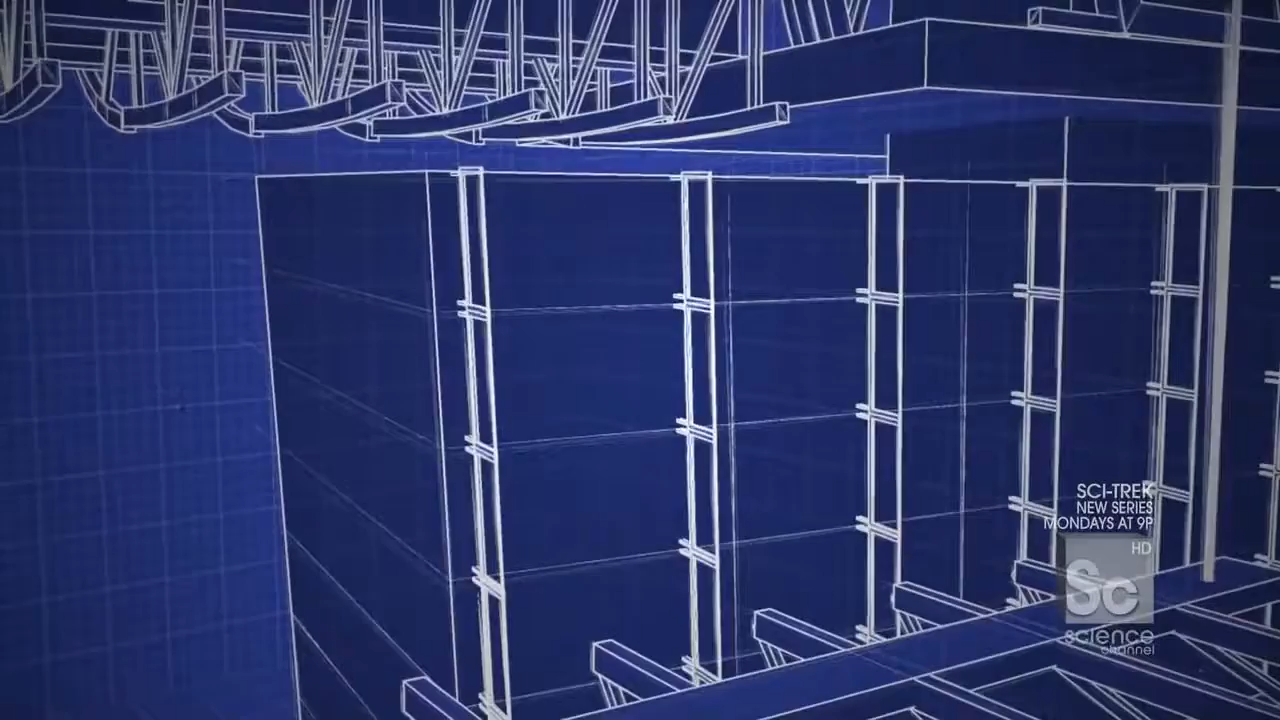 SCI-TREK
NEW SERIES
MONDAYS AT 9P
HD
Sc
science
channel